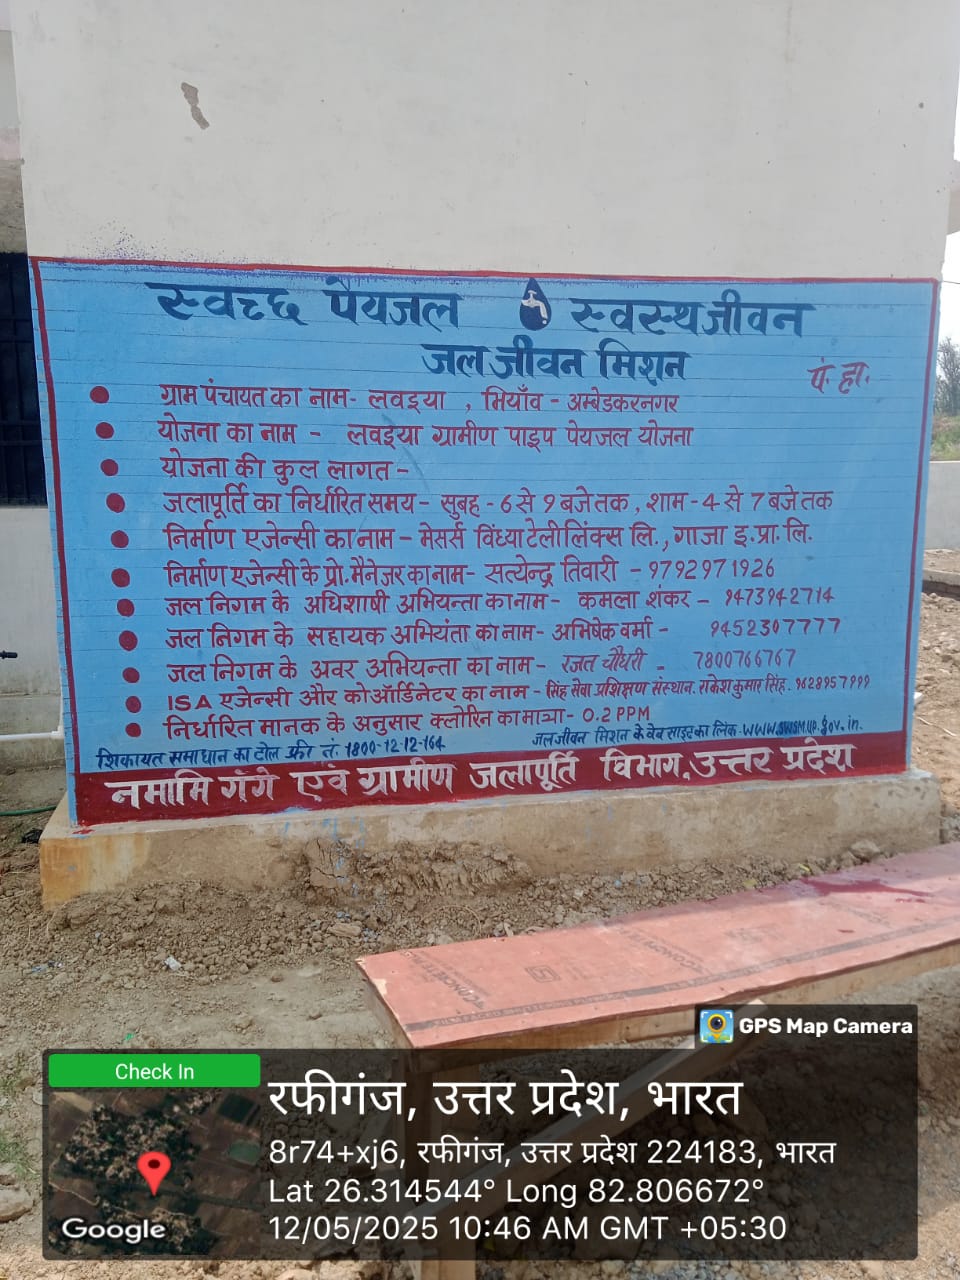 स्वच्छ पेयजल स्वस्थ जीवन
जल जीवन मिशन
पं. हा.
ग्राम पंचायत का नाम- लवइया , भियाँव - अम्बेडकरनगर
योजना का नाम - लवइया ग्रामीण पाइप पेयजल योजना
योजना की कुल लागत-
जलापूर्ति का निर्धारित समय- सुबह - 6 से 9 बजे तक, शाम - 4 से 7 बजे तक
निर्माण एजेन्सी का नाम - मेसर्स विंध्या टेलीलिंक्स लि., गाजा इ. प्रा. लि.
निर्माण एजेन्सी के प्रो. मैनेजर का नाम- सत्येन्द्र तिवारी - 9792971926
जल निगम के अधिशाषी अभियन्ता का नाम- कमला शंकर - 9473942714
जल निगम के सहायक अभियंता का नाम- अभिषेक वर्मा - 9452307777
जल निगम के अवर अभियन्ता का नाम- रजत चौधरी - 7800766767
ISA एजेन्सी और कोऑर्डिनेटर का नाम - सिंह सेवा प्रशिक्षण संस्थान. राकेश कुमार सिंह.
निर्धारित मानक के अनुसार क्लोरिन का मात्रा- 0.2 PPM
जल जीवन मिशन के वेब साइट का लिंक. WWW.SWSM.UP.gov.in.
शिकायत समाधान का टोल फ्री नं: 1800-12-12-164
नमामि गंगे एवं ग्रामीण जलापूर्ति विभाग, उत्तर प्रदेश
GPS Map Camera
Check In
रफीगंज, उत्तर प्रदेश, भारत
8r74+xj6, रफीगंज, उत्तर प्रदेश 224183, भारत
Lat 26.314544° Long 82.806672°
12/05/2025 10:46 AM GMT +05:30
Google